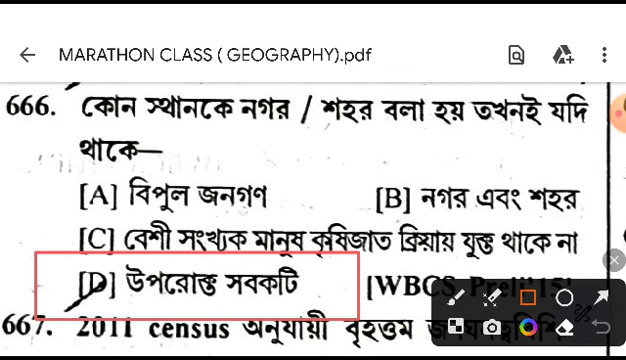 MARATHON CLASS ( GEOGRAPHY).pdf
666. কোন স্থানকে নগর / শহর বলা হয় তখনই যদি
থাকে—
[A] বিপুল জনগণ [B] নগর এবং শহর
[C] বেশী সংখ্যক মানুষ কৃষিজাত ক্রিয়ায় যুক্ত থাকে না
[D] উপরোক্ত সবকটি [WBCS Prel'15]
667. 2011 census অনুযায়ী বৃহত্তম